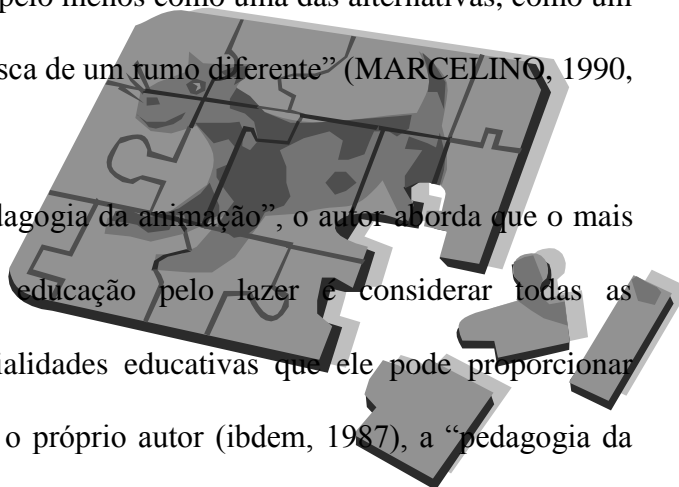 pelo menos como uma das alternativas, como um
sca de um rumo diferente” (MARCELINO, 1990,
dagogia da animação”, o autor aborda que o mais
educação pelo lazer é considerar todas as
ialidades educativas que ele pode proporcionar
o próprio autor (ibdem, 1987), a “pedagogia da